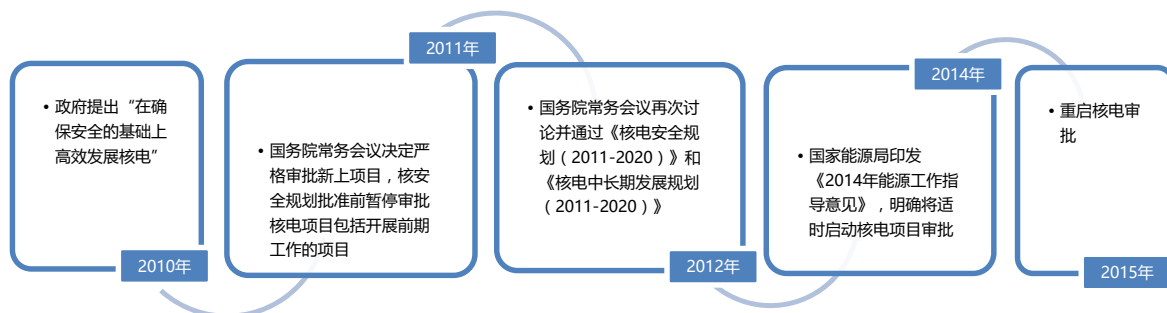 • 政府提出“在确
保安全的基础上
高效发展核电”
2010年
2011年
• 国务院常务会议决定严
格审批新上项目，核安
全规划批准前暂停审批
核电项目包括开展前期
工作的项目
• 国务院常务会议再次讨
论并通过《核电安全规
划（2011-2020）》和
《核电中长期发展规划
（2011-2020）》
2012年
2014年
• 国家能源局印发
《2014年能源工作指
导意见》，明确将适
时启动核电项目审批
• 重启核电审
批
2015年